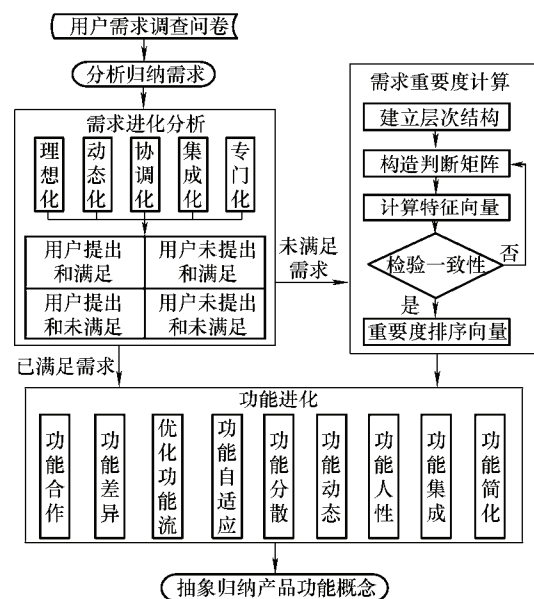 用户需求调查问卷
分析归纳需求
需求进化分析
理想化
动态化
协调化
集成化
专门化
用户提出
和满足
用户未提出
和满足
用户提出
和未满足
用户未提出
和未满足
未满足
需求
需求重要度计算
建立层次结构
构造判断矩阵
计算特征向量
检验一致性
否
是
重要度排序向量
已满足需求
功能进化
功能合作
功能差异
优化功能流
功能自适应
功能分散
功能动态
功能人性
功能集成
功能简化
抽象归纳产品功能概念